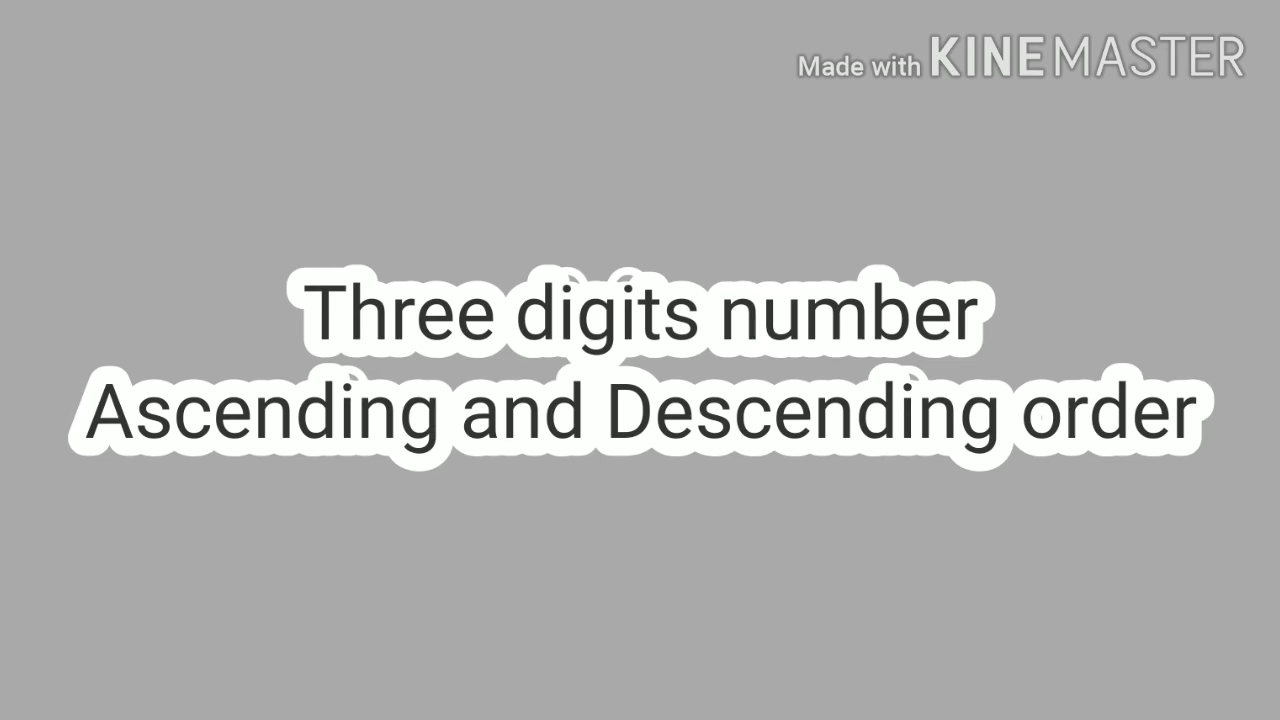 Made with KINEMASTER
Three digits number
Ascending and Descending order